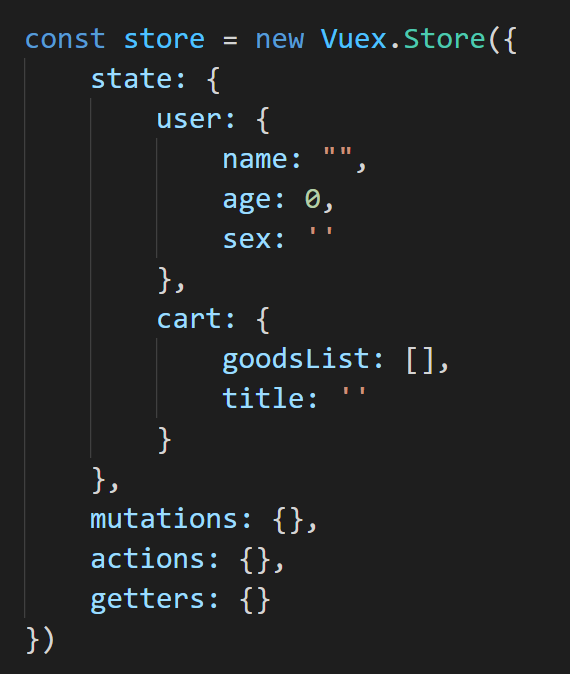 const store = new Vuex.Store({
    state: {
        user: {
            name: "",
            age: 0,
            sex: ''
        },
        cart: {
            goodsList: [],
            title: ''
        }
    },
    mutations: {},
    actions: {},
    getters: {}
})